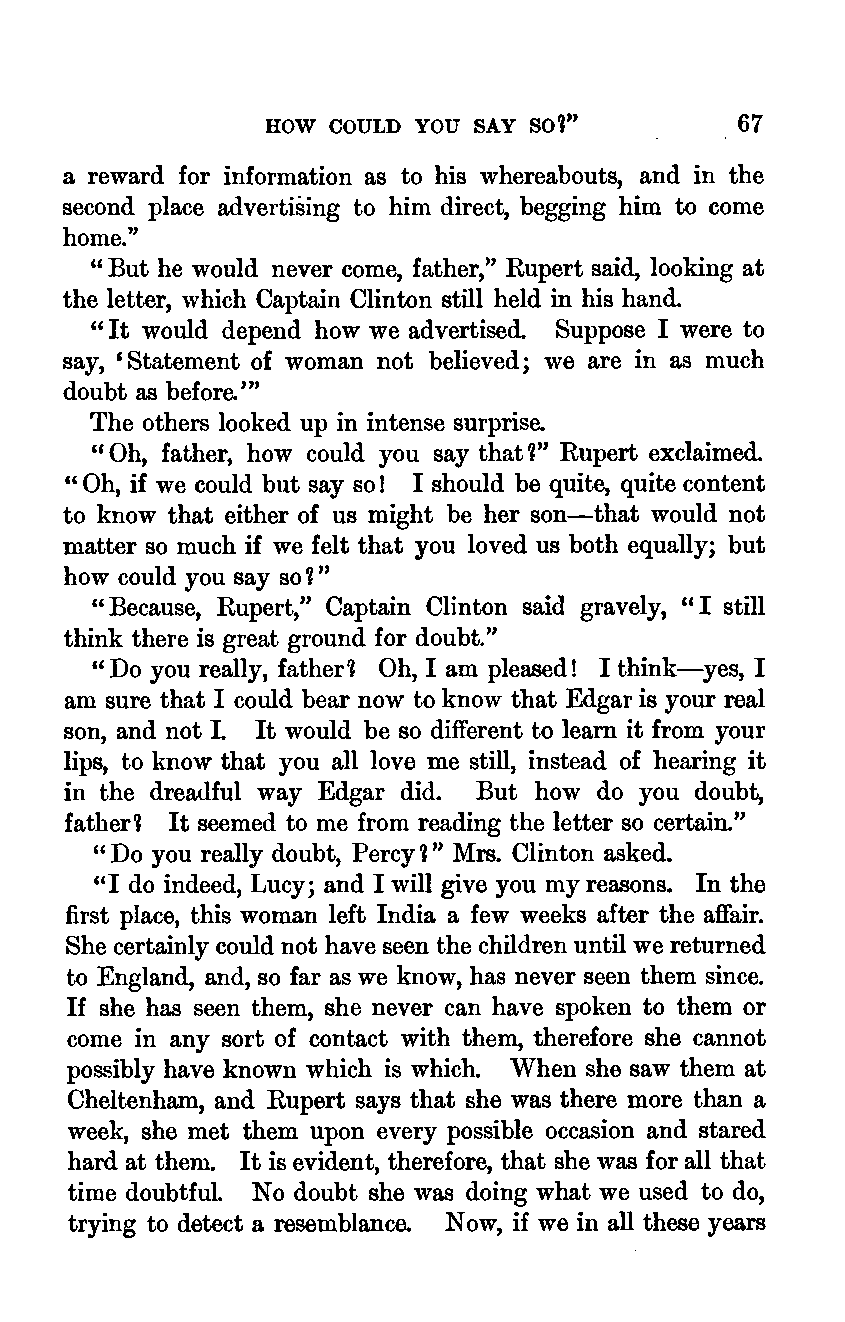 HOW COULD YOU SAY SO?" 67
a reward for information as to his whereabouts, and in the
second place advertising to him direct, begging him to come
home."
"But he would never come, father," Rupert said, looking at
the letter, which Captain Clinton still held in his hand.
"It would depend how we advertised. Suppose I were to
say, 'Statement of woman not believed; we are in as much
doubt as before.'"
The others looked up in intense surprise.
"Oh, father, how could you say that?" Rupert exclaimed.
"Oh, if we could but say so! I should be quite, quite content
to know that either of us might be her son—that would not
matter so much if we felt that you loved us both equally; but
how could you say so?"
"Because, Rupert," Captain Clinton said gravely, "I still
think there is great ground for doubt."
"Do you really, father? Oh, I am pleased! I think—yes, I
am sure that I could bear now to know that Edgar is your real
son, and not I. It would be so different to learn it from your
lips, to know that you all love me still, instead of hearing it
in the dreadful way Edgar did. But how do you doubt,
father? It seemed to me from reading the letter so certain."
"Do you really doubt, Percy?" Mrs. Clinton asked.
"I do indeed, Lucy; and I will give you my reasons. In the
first place, this woman left India a few weeks after the affair.
She certainly could not have seen the children until we returned
to England, and, so far as we know, has never seen them since.
If she has seen them, she never can have spoken to them or
come in any sort of contact with them, therefore she cannot
possibly have known which is which. When she saw them at
Cheltenham, and Rupert says that she was there more than a
week, she met them upon every possible occasion and stared
hard at them. It is evident, therefore, that she was for all that
time doubtful. No doubt she was doing what we used to do,
trying to detect a resemblance. Now, if we in all these years